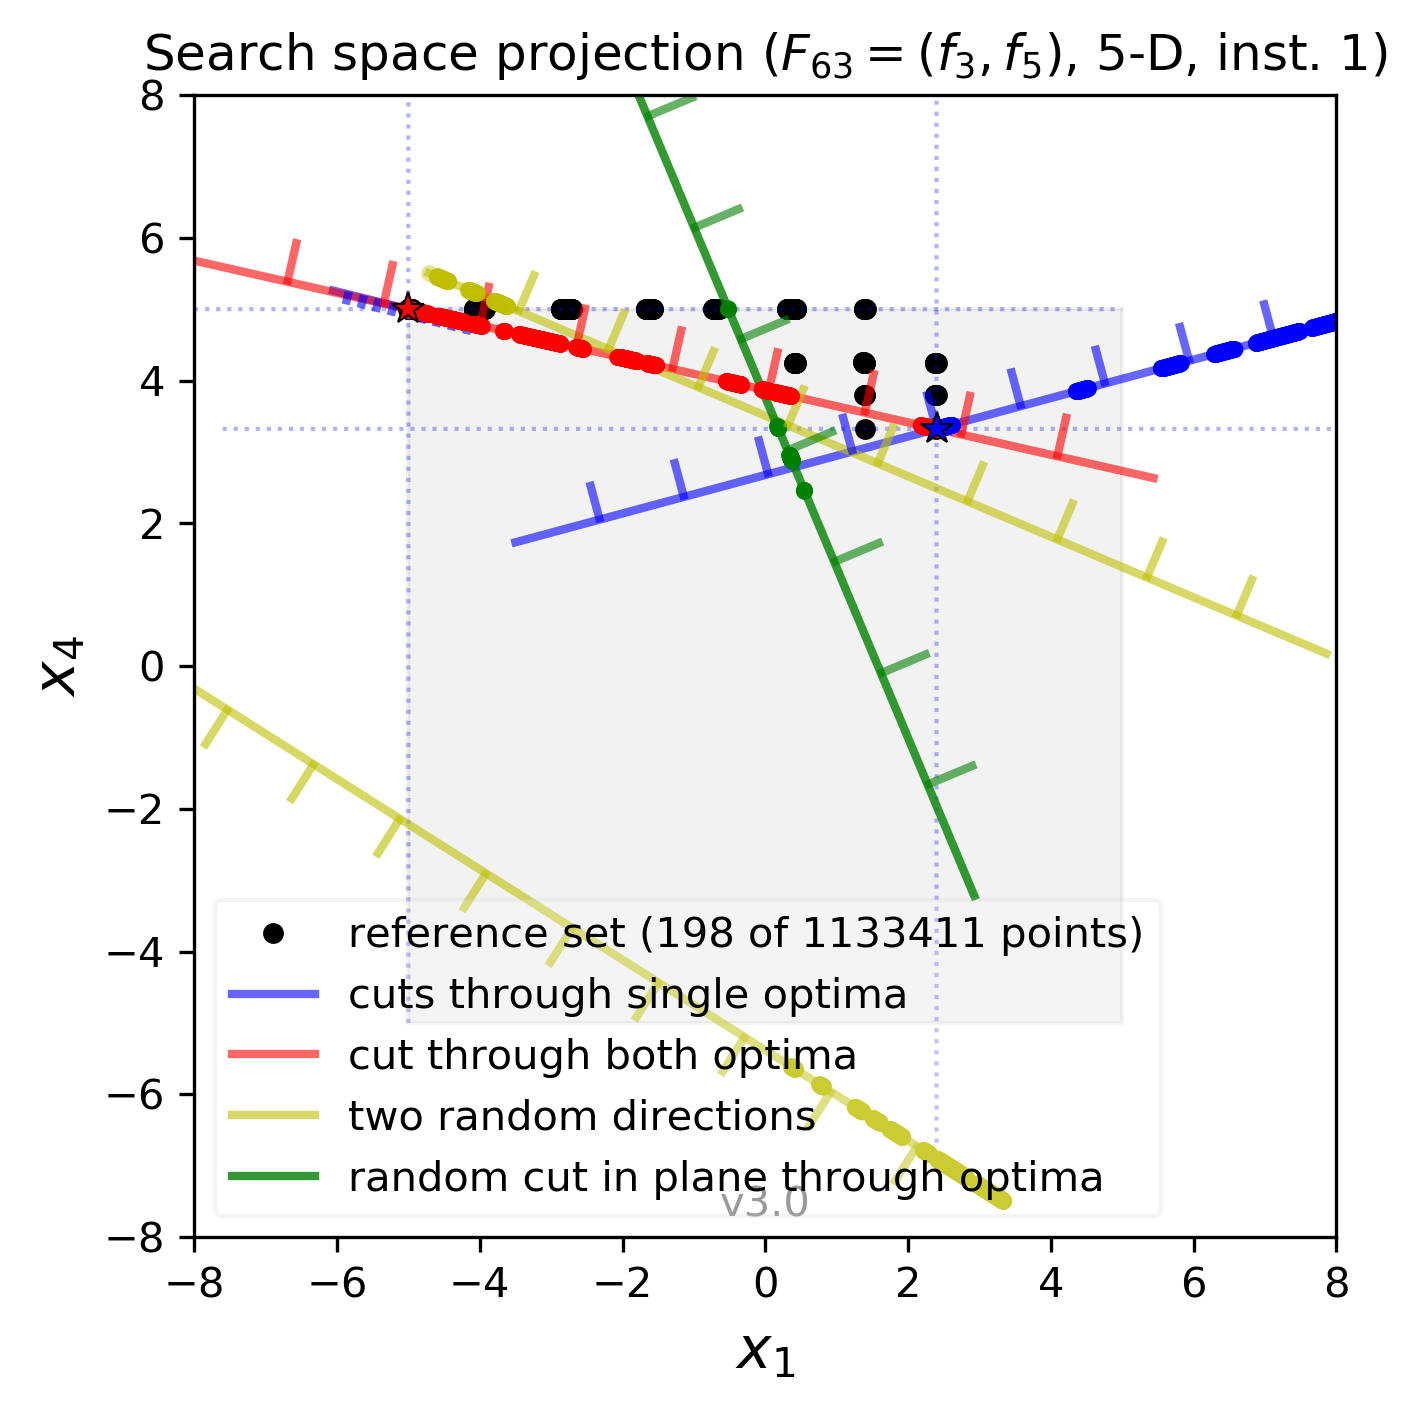 Search space projection (F₆₃ = (f₃, f₅), 5-D, inst. 1)
8
6
4
2
0
−2
−4
−6
−8
x₄
reference set (198 of 1133411 points)
cuts through single optima
cut through both optima
two random directions
random cut in plane through optima
v3.0
−8 −6 −4 −2 0 2 4 6 8
x₁